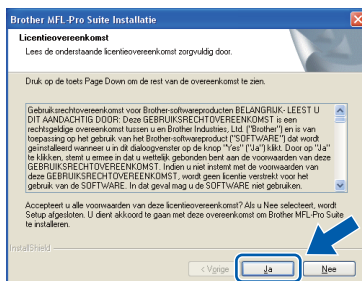 Brother MFL-Pro Suite Installatie
Licentieovereenkomst
Lees de onderstaande licentieovereenkomst zorgvuldig door.
Druk op de toets Page Down om de rest van de overeenkomst te zien.
Gebruiksrechtovereenkomst voor Brother-softwareproducten BELANGRIJK- LEEST U
DIT AANDACHTIG DOOR: Deze GEBRUIKSRECHTOVEREENKOMST is een
rechtsgeldige overeenkomst tussen u en Brother Industries, Ltd. ("Brother") en is van
toepassing op het gebruik van het Brother-product ("SOFTWARE") dat wordt
geïnstalleerd wanneer u in dit dialoogvenster op de knop "Yes" ("Ja") klikt. Door op "Ja"
te klikken, stemt u ermee in dat u wettelijk gebonden bent aan de voorwaarden van deze
GEBRUIKSRECHTOVEREENKOMST. Indien u niet instemt met de voorwaarden van
deze GEBRUIKSRECHTOVEREENKOMST, wordt geen licentie verstrekt voor het
gebruik van de SOFTWARE. In dat geval mag u de SOFTWARE niet gebruiken.
Accepteert u alle voorwaarden van deze licentieovereenkomst? Als u Nee selecteert, wordt
Setup afgesloten. U dient akkoord te gaan met deze overeenkomst om Brother MFL-Pro Suite
te installeren.
InstallShield
< Vorige
Ja
Nee